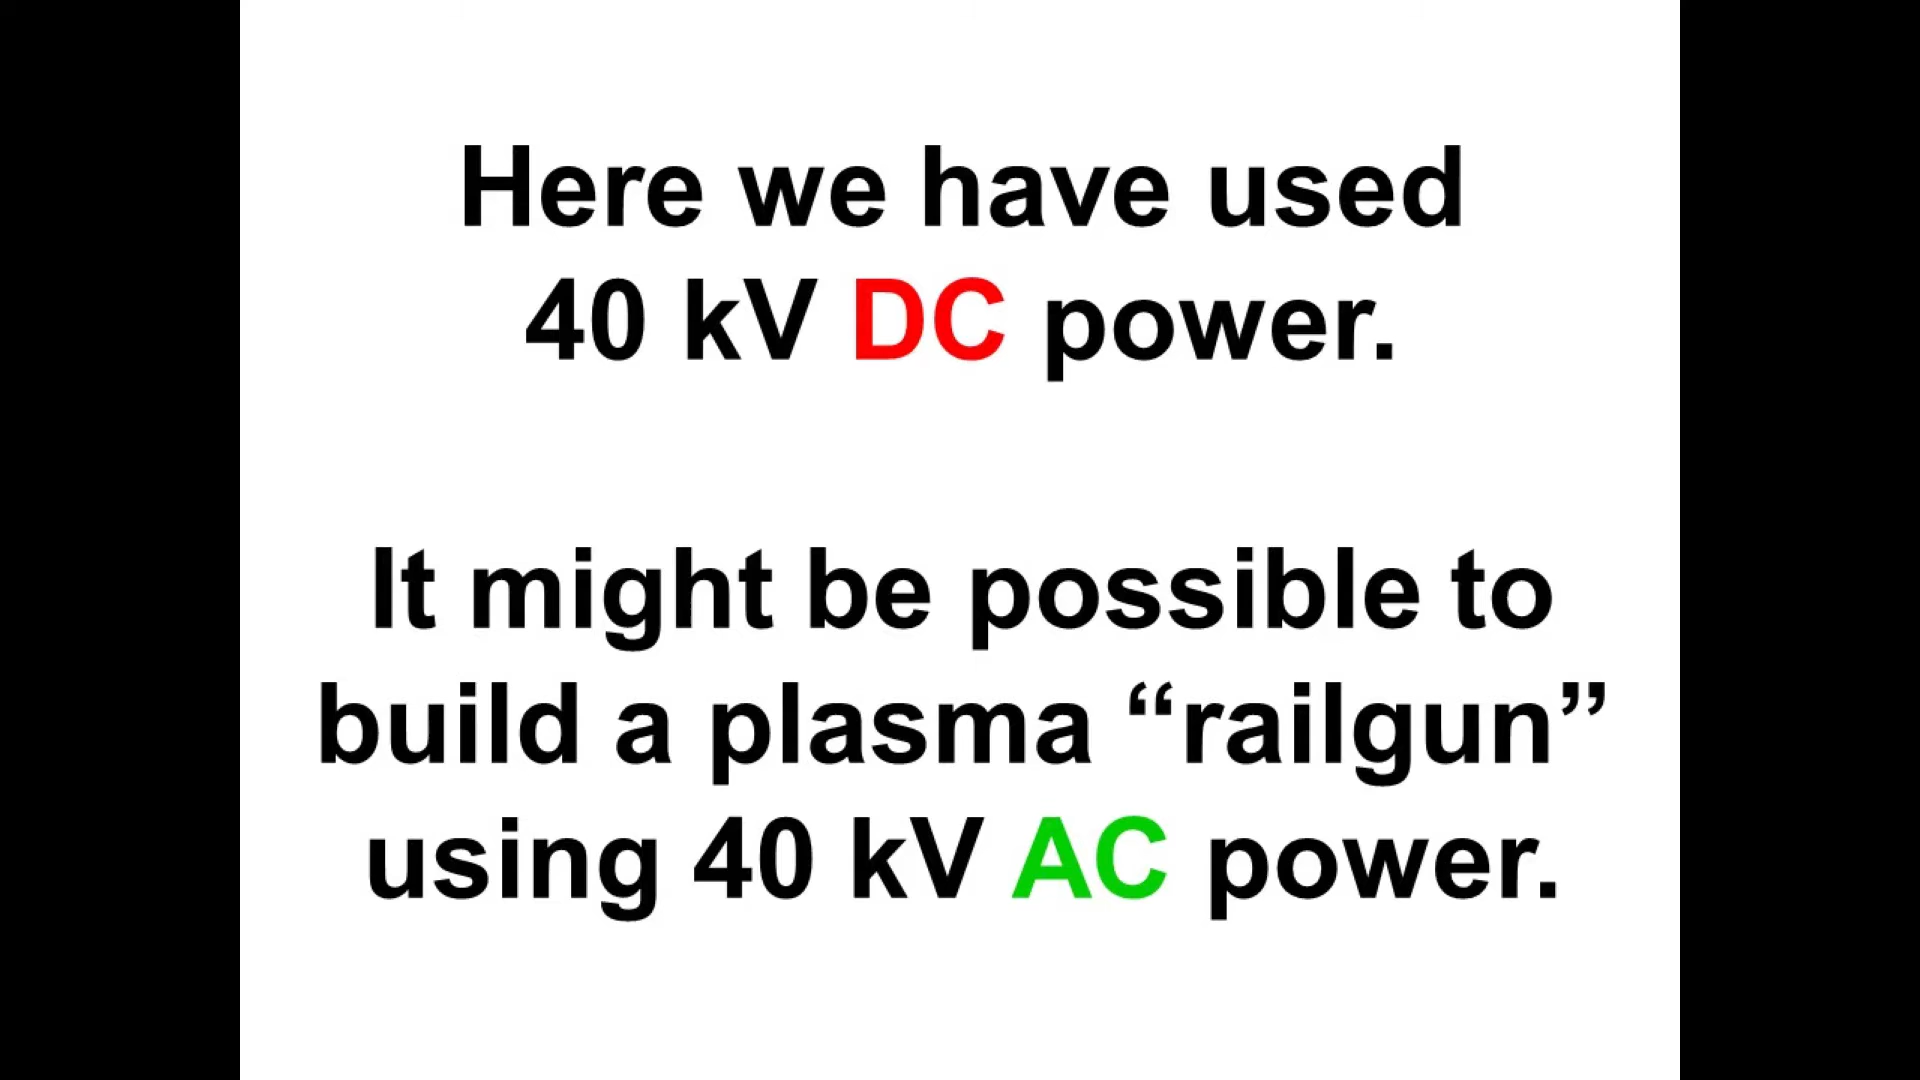 Here we have used
40 kV DC power.
It might be possible to
build a plasma “railgun”
using 40 kV AC power.